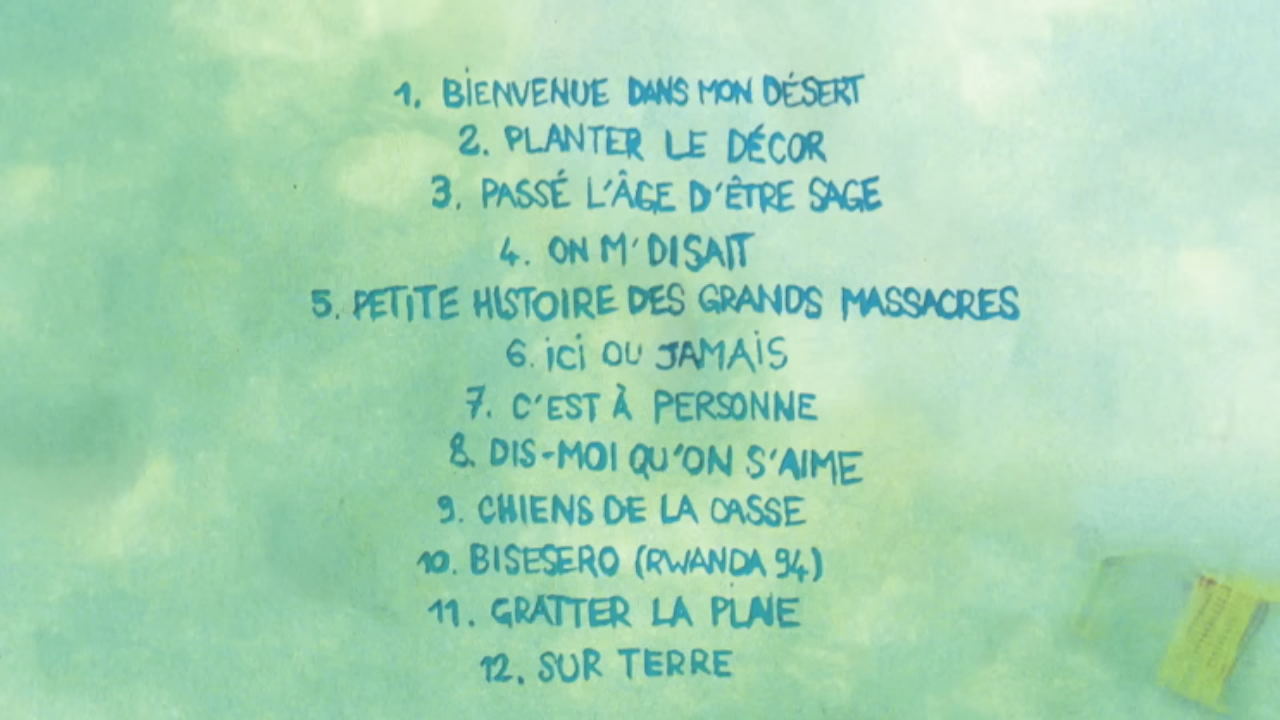 1. BIENVENUE DANS MON DÉSERT
2. PLANTER LE DÉCOR
3. PASSÉ L'ÂGE D'ÊTRE SAGE
4. ON M'DISAIT
5. PETITE HISTOIRE DES GRANDS MASSACRES
6. ICI OU JAMAIS
7. C'EST À PERSONNE
8. DIS-MOI QU'ON S'AIME
9. CHIENS DE LA CASSE
10. BISESERO (RWANDA 94)
11. GRATTER LA PLAIE
12. SUR TERRE